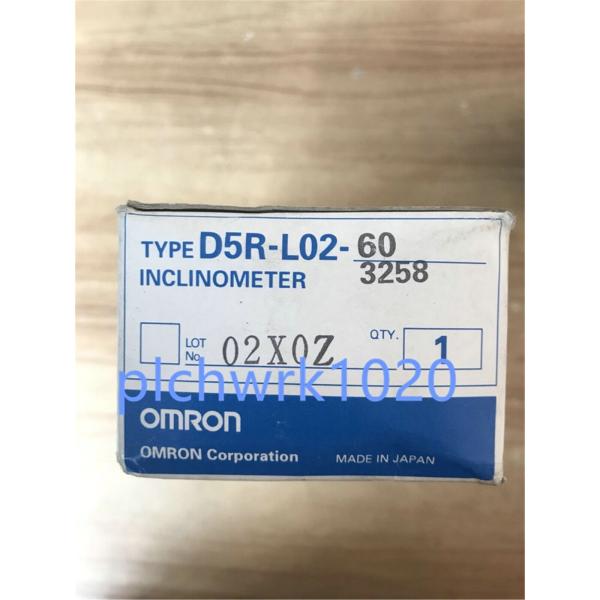 TYPE D5R-L02-60
INCLINOMETER 3258
LOT No. 02X0Z QTY. 1
plchwrk1020
OMRON
OMRON Corporation MADE IN JAPAN